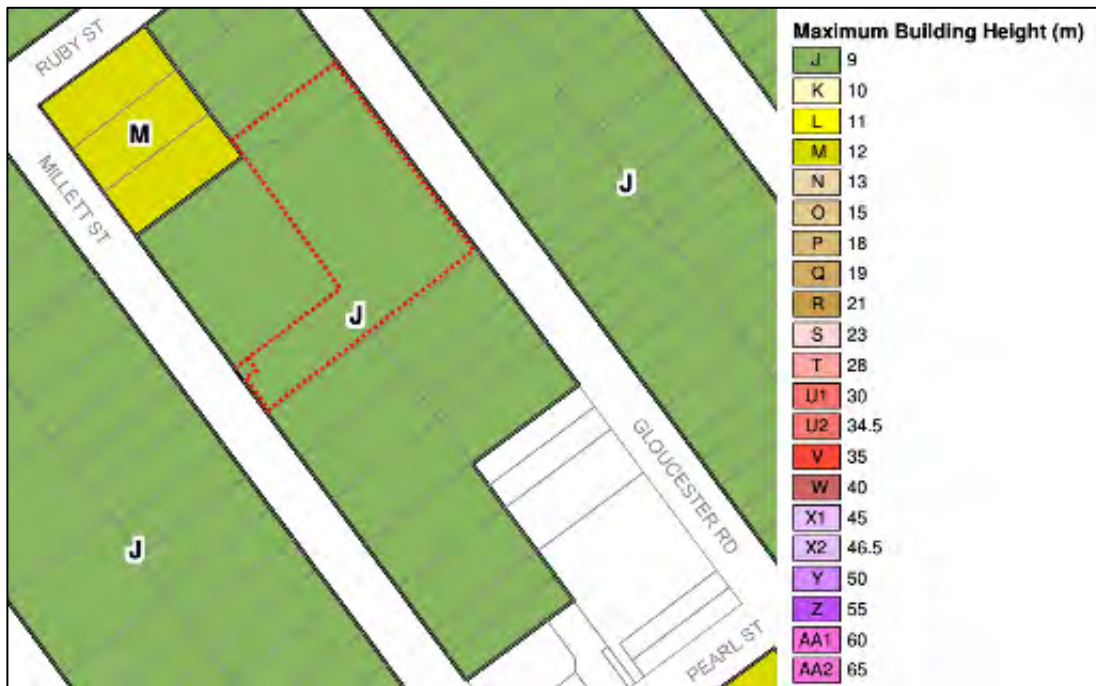 RUBY ST
M
MILLETT ST
J
J
J
GLOUCESTER RD
PEARL ST
Maximum Building Height (m)
J 9
K 10
L 11
M 12
N 13
O 15
P 18
Q 19
R 21
S 23
T 28
U1 30
U2 34.5
V 35
W 40
X1 45
X2 46.5
Y 50
Z 55
AA1 60
AA2 65